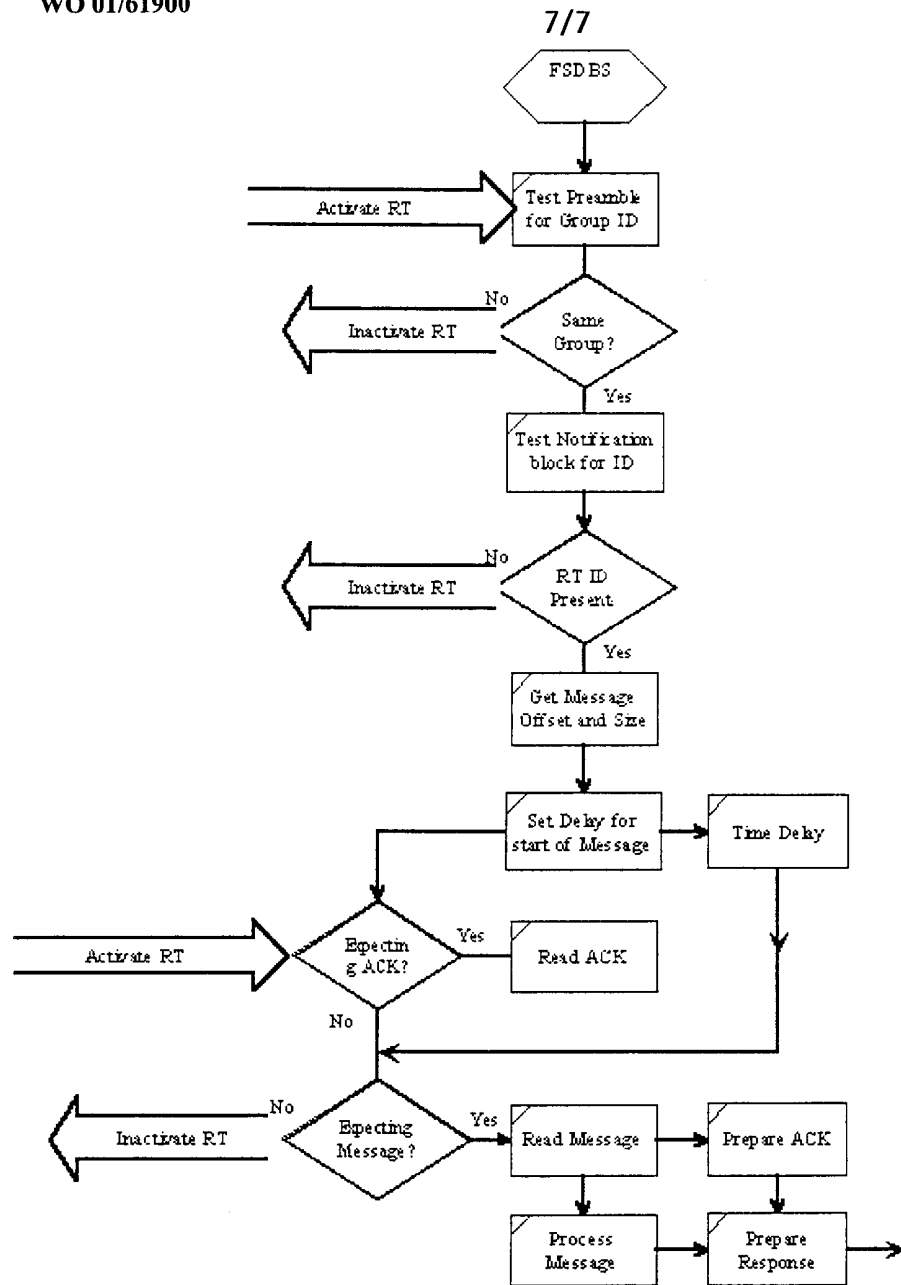 WO 01/61900
7/7
FSDBS
Activate RT
Test Preamble
for Group ID
No
Inactivate RT
Same
Group?
Yes
Test Notification
block for ID
No
Inactivate RT
RT ID
Present
Yes
Get Message
Offset and Size
Set Delay for
start of Message
Time Delay
Activate RT
Expectin
g ACK?
Yes
Read ACK
No
No
Inactivate RT
Expecting
Message?
Yes
Read Message
Prepare ACK
Process
Message
Prepare
Response